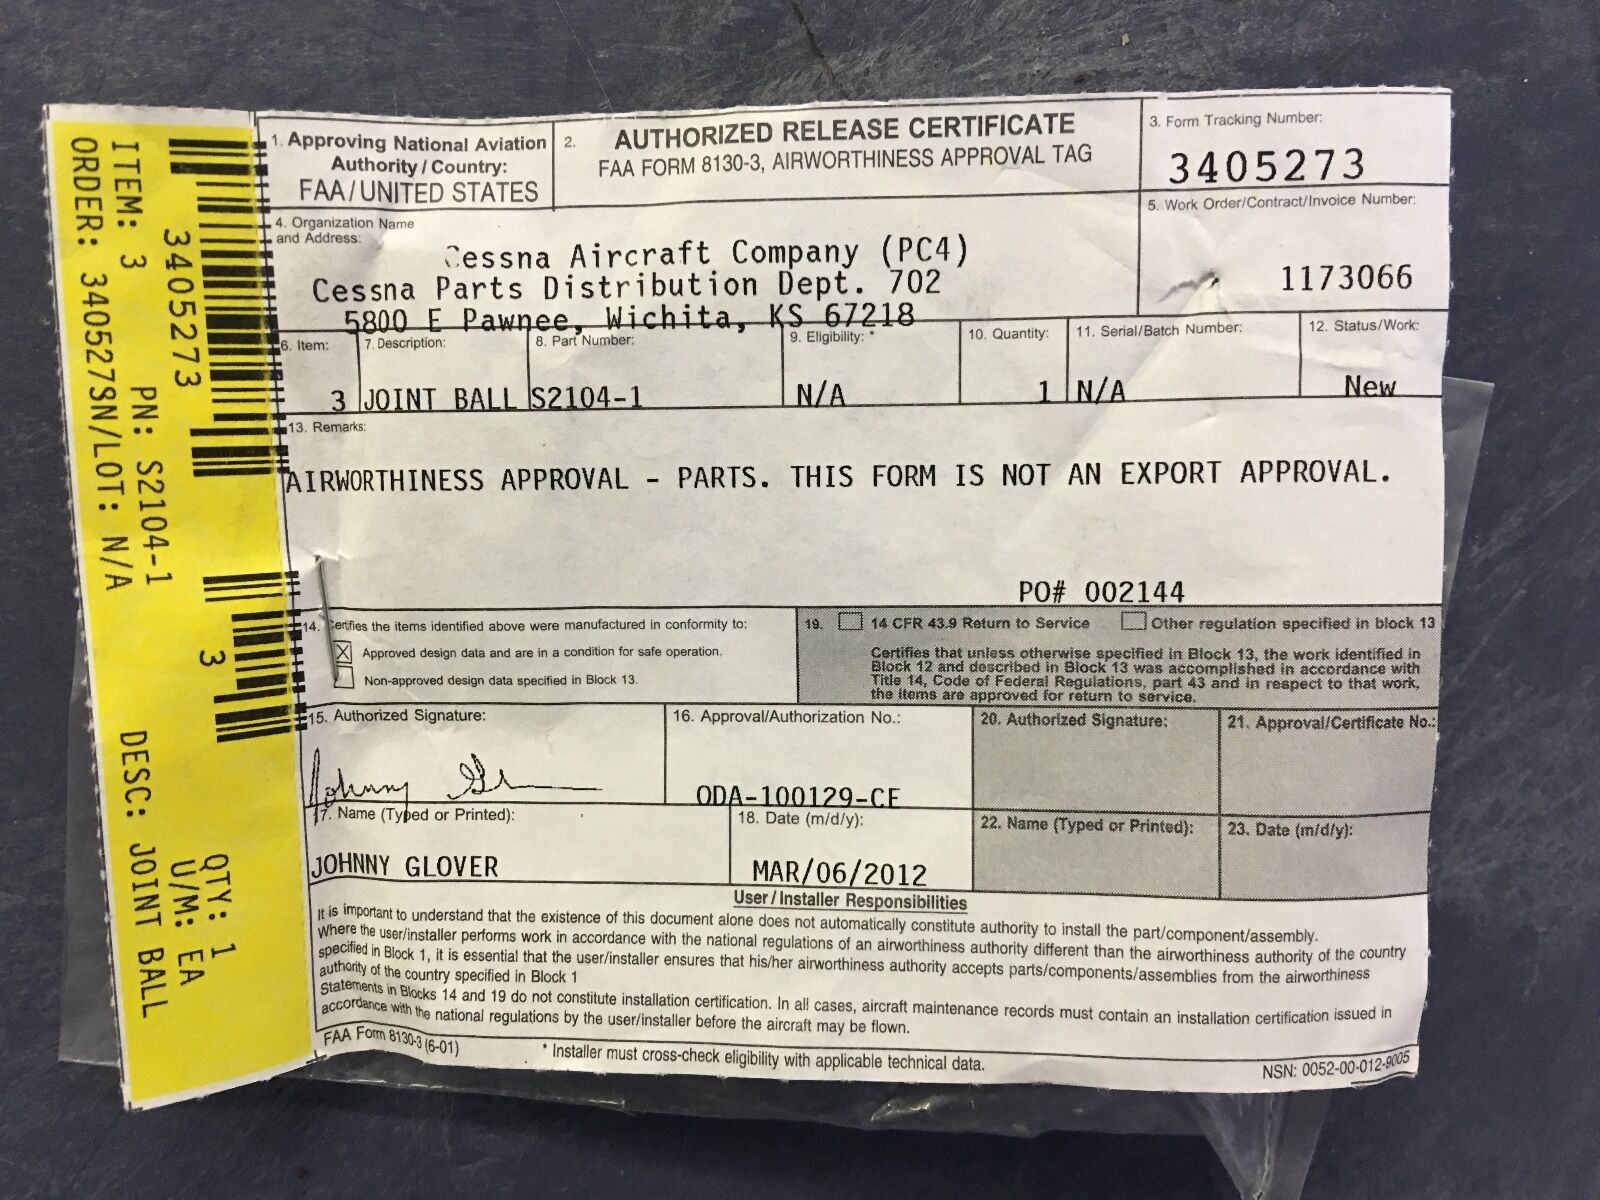 ITEM: 3 PN: S2104-1 DESC: JOINT BALL
ORDER: 3405273 SN/LOT: N/A
3405273
3
QTY: 1
U/M: EA
1. Approving National Aviation
Authority / Country:
FAA/UNITED STATES
2. AUTHORIZED RELEASE CERTIFICATE
FAA FORM 8130-3, AIRWORTHINESS APPROVAL TAG
3. Form Tracking Number:
3405273
4. Organization Name
and Address:
Cessna Aircraft Company (PC4)
Cessna Parts Distribution Dept. 702
5800 E Pawnee, Wichita, KS 67218
5. Work Order/Contract/Invoice Number:
1173066
6. Item:
3
7. Description:
JOINT BALL
8. Part Number:
S2104-1
9. Eligibility: *
N/A
10. Quantity:
1
11. Serial/Batch Number:
N/A
12. Status/Work:
New
13. Remarks:
AIRWORTHINESS APPROVAL - PARTS. THIS FORM IS NOT AN EXPORT APPROVAL.
PO# 002144
14. Certifies the items identified above were manufactured in conformity to:
X Approved design data and are in a condition for safe operation.
Non-approved design data specified in Block 13.
19. 14 CFR 43.9 Return to Service Other regulation specified in block 13
Certifies that unless otherwise specified in Block 13, the work identified in
Block 12 and described in Block 13 was accomplished in accordance with
Title 14, Code of Federal Regulations, part 43 and in respect to that work,
the items are approved for return to service.
15. Authorized Signature:
Johnny
16. Approval/Authorization No.:
ODA-100129-CE
20. Authorized Signature:
21. Approval/Certificate No.:
17. Name (Typed or Printed):
JOHNNY GLOVER
18. Date (m/d/y):
MAR/06/2012
22. Name (Typed or Printed):
23. Date (m/d/y):
User / Installer Responsibilities
It is important to understand that the existence of this document alone does not automatically constitute authority to install the part/component/assembly.
Where the user/installer performs work in accordance with the national regulations of an airworthiness authority different than the airworthiness authority of the country
specified in Block 1, it is essential that the user/installer ensures that his/her airworthiness authority accepts parts/components/assemblies from the airworthiness
authority of the country specified in Block 1
Statements in Blocks 14 and 19 do not constitute installation certification. In all cases, aircraft maintenance records must contain an installation certification issued in
accordance with the national regulations by the user/installer before the aircraft may be flown.
FAA Form 8130-3 (6-01)
* Installer must cross-check eligibility with applicable technical data.
NSN: 0052-00-012-9005